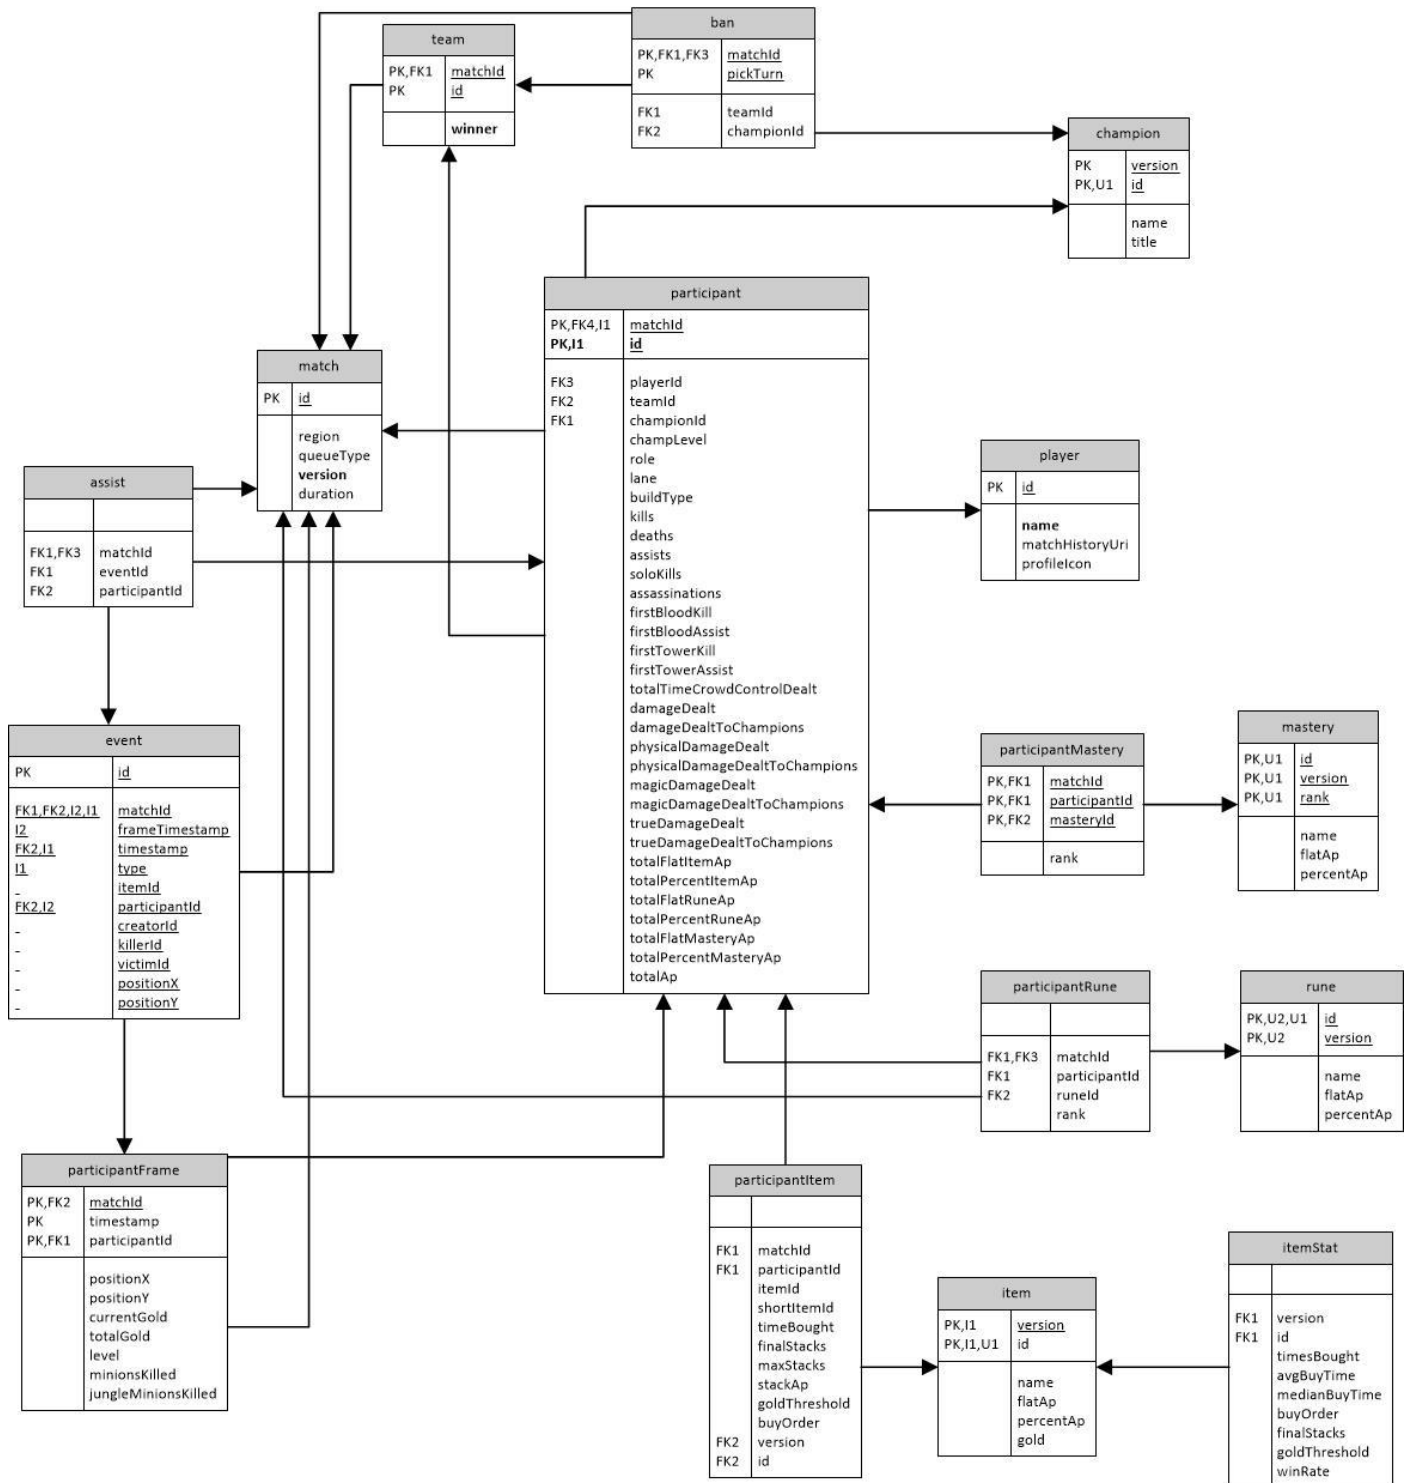 ban
PK,FK1,FK3 matchId
PK pickTurn
FK1 teamId
FK2 championId
team
PK,FK1 matchId
PK id
winner
champion
PK version
PK,U1 id
name
title
participant
PK,FK4,I1 matchId
PK,I1 id
FK3 playerId
FK2 teamId
FK1 championId
champLevel
role
lane
buildType
kills
deaths
assists
soloKills
assassinations
firstBloodKill
firstBloodAssist
firstTowerKill
firstTowerAssist
totalTimeCrowdControlDealt
damageDealt
damageDealtToChampions
physicalDamageDealt
physicalDamageDealtToChampions
magicDamageDealt
magicDamageDealtToChampions
trueDamageDealt
trueDamageDealtToChampions
totalFlatItemAp
totalPercentItemAp
totalFlatRuneAp
totalPercentRuneAp
totalFlatMasteryAp
totalPercentMasteryAp
totalAp
match
PK id
region
queueType
version
duration
player
PK id
name
matchHistoryUri
profileIcon
assist
FK1,FK3 matchId
FK1 eventId
FK2 participantId
event
PK id
FK1,FK2,I2,I1 matchId
I2 frameTimestamp
FK2,I1 timestamp
I1 type
_ itemId
FK2,I2 participantId
_ creatorId
_ killerId
_ victimId
_ positionX
_ positionY
participantMastery
PK,FK1 matchId
PK,FK1 participantId
PK,FK2 masteryId
rank
mastery
PK,U1 id
PK,U1 version
PK,U1 rank
name
flatAp
percentAp
participantRune
FK1,FK3 matchId
FK1 participantId
FK2 runeId
rank
rune
PK,U2,U1 id
PK,U2 version
name
flatAp
percentAp
participantFrame
PK,FK2 matchId
PK timestamp
PK,FK1 participantId
positionX
positionY
currentGold
totalGold
level
minionsKilled
jungleMinionsKilled
participantItem
FK1 matchId
FK1 participantId
itemId
shortItemId
timeBought
finalStacks
maxStacks
stackAp
goldThreshold
buyOrder
FK2 version
FK2 id
item
PK,I1 version
PK,I1,U1 id
name
flatAp
percentAp
gold
itemStat
FK1 version
FK1 id
timesBought
avgBuyTime
medianBuyTime
buyOrder
finalStacks
goldThreshold
winRate